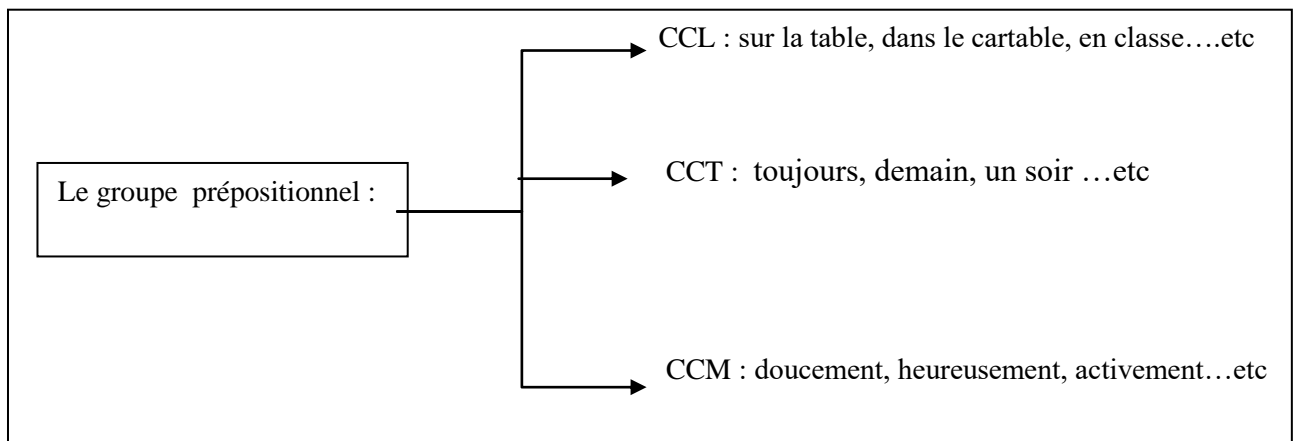 CCL : sur la table, dans le cartable, en classe….etc
Le groupe prépositionnel :
CCT : toujours, demain, un soir …etc
CCM : doucement, heureusement, activement…etc